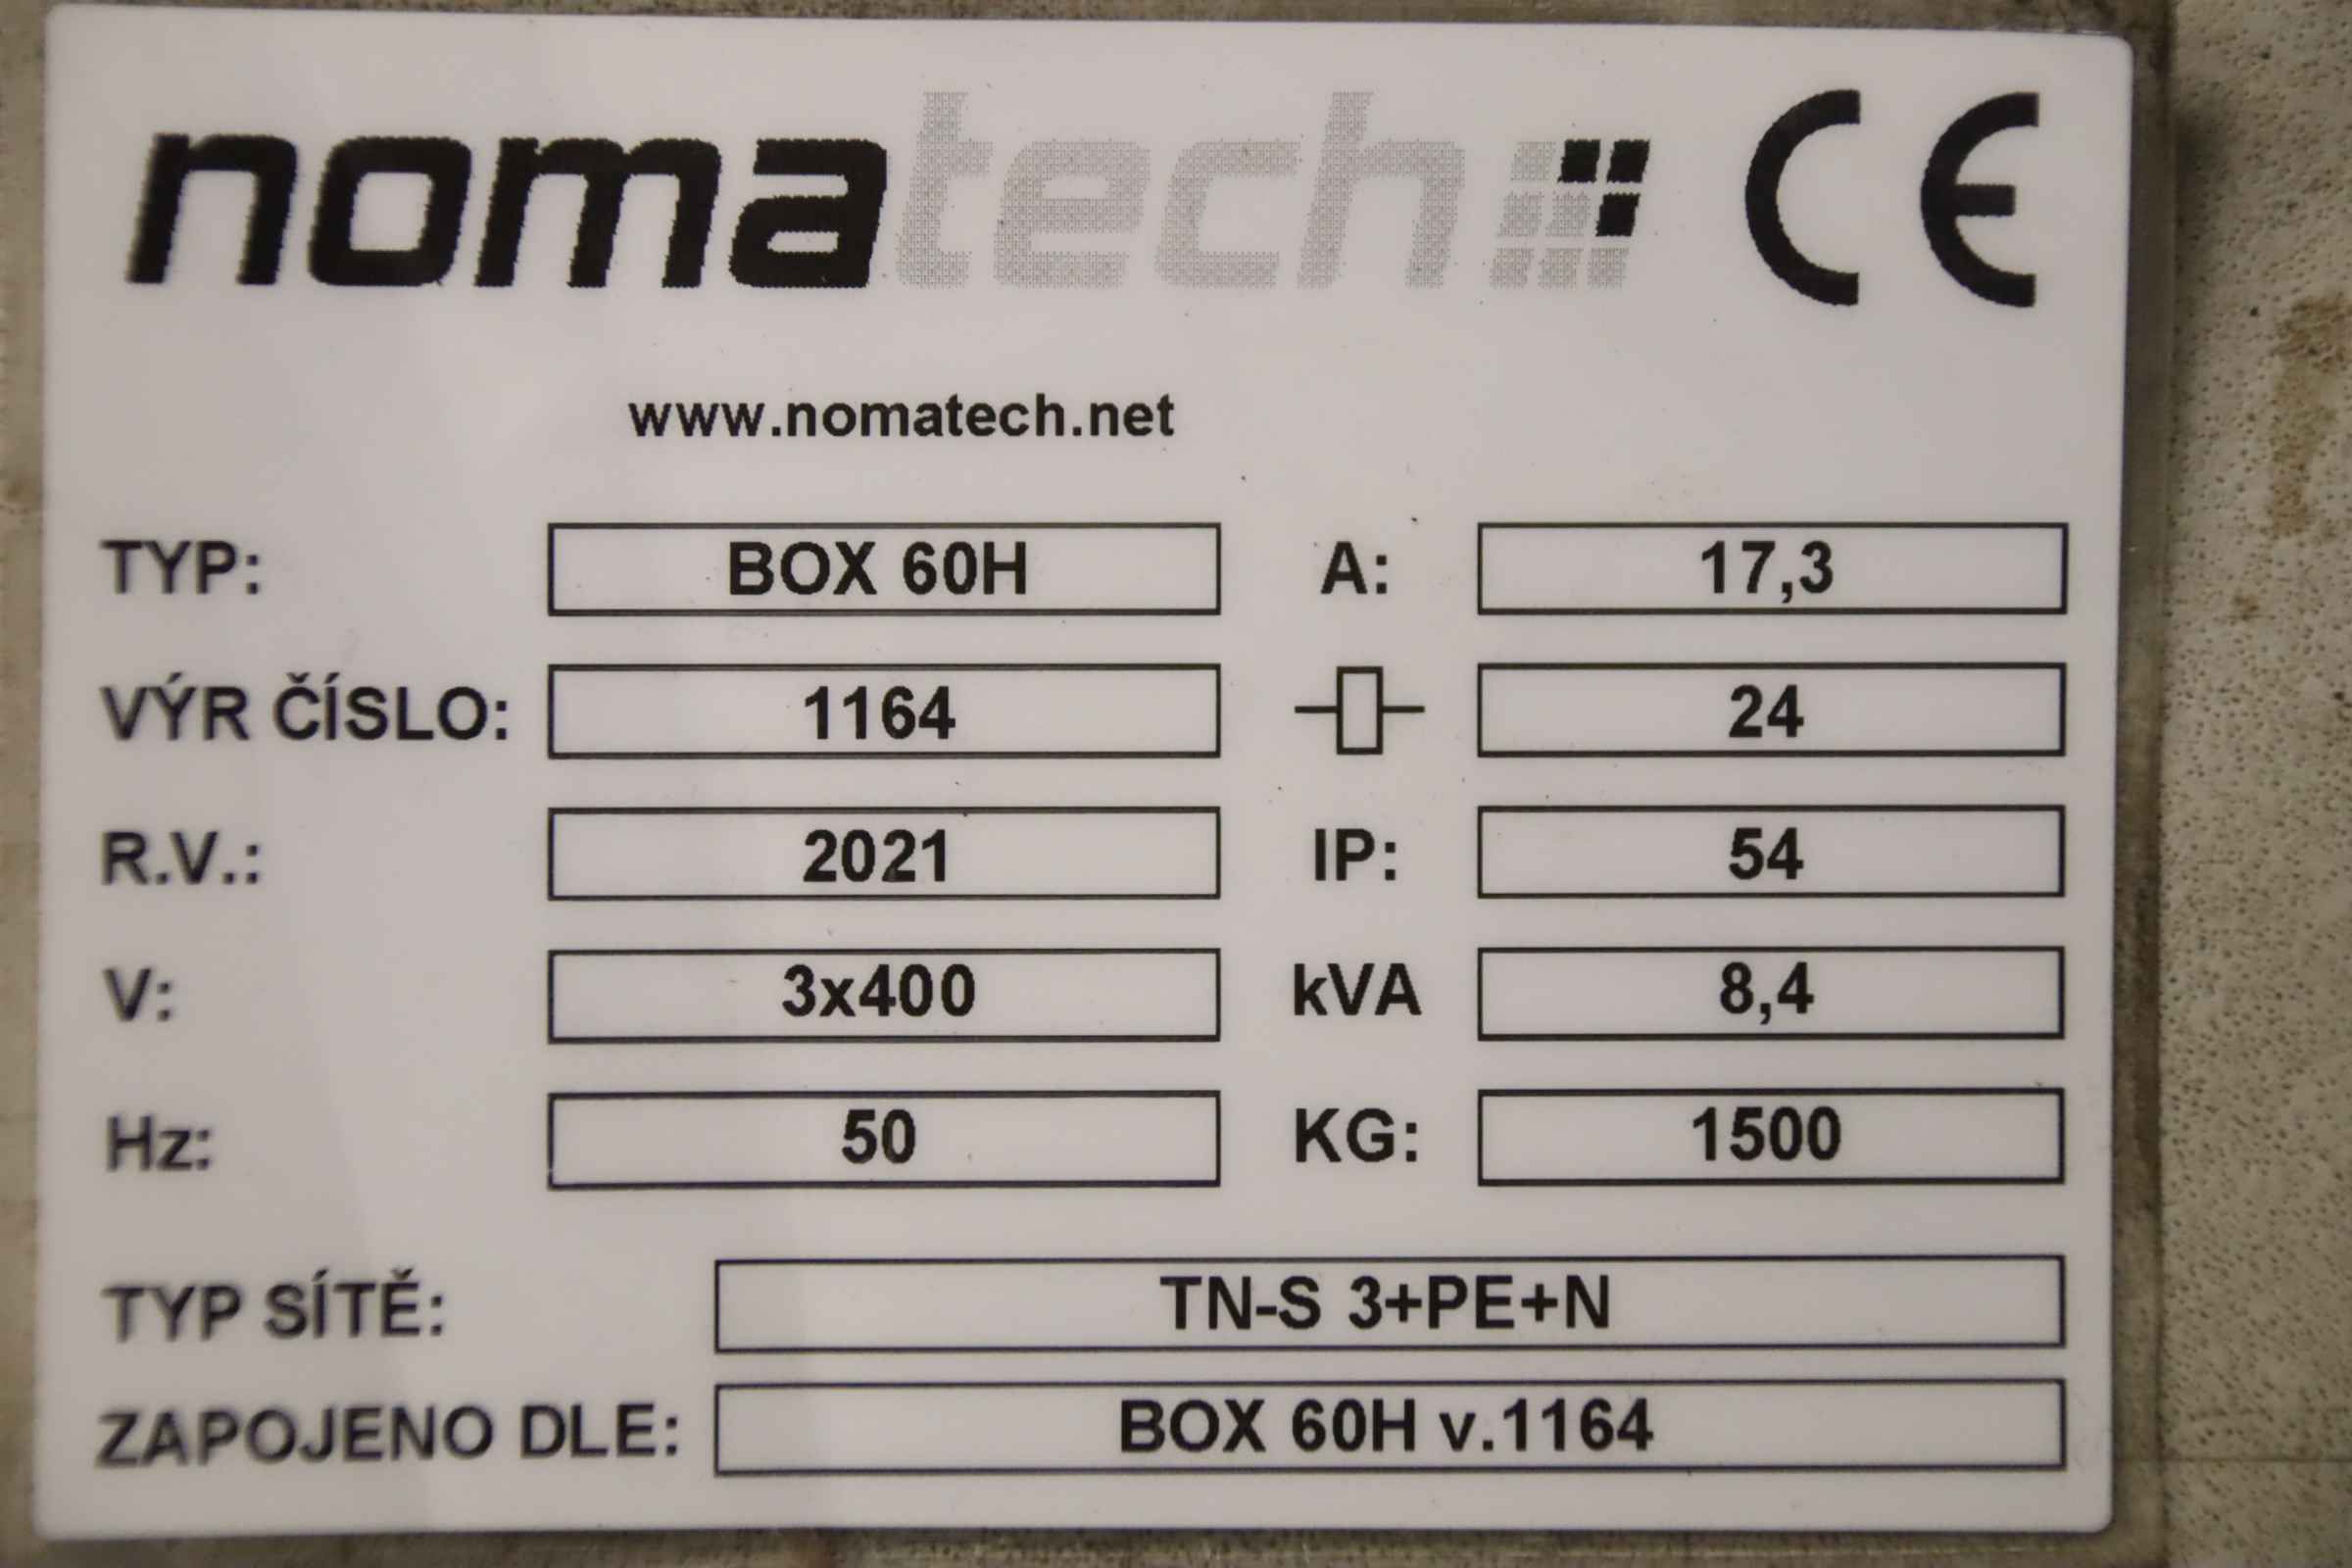 nomatech CE
www.nomatech.net
TYP: BOX 60H A: 17,3
VÝR ČÍSLO: 1164 24
R.V.: 2021 IP: 54
V: 3x400 kVA 8,4
Hz: 50 KG: 1500
TYP SÍTĚ: TN-S 3+PE+N
ZAPOJENO DLE: BOX 60H v.1164